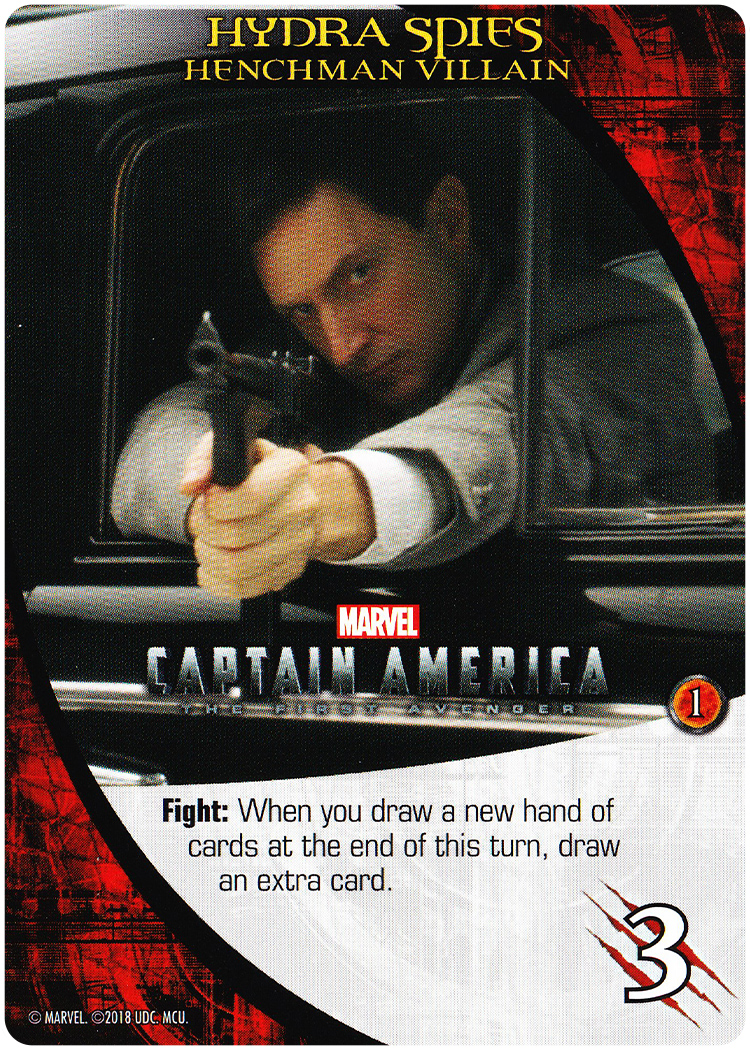 HYDRA SPIES
HENCHMAN VILLAIN
MARVEL
CAPTAIN AMERICA
THE FIRST AVENGER
1
Fight: When you draw a new hand of
cards at the end of this turn, draw
an extra card.
3
© MARVEL. ©2018 UDC. MCU.